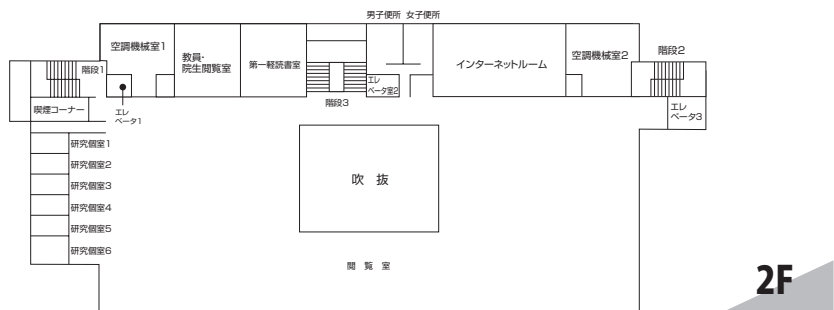 男子便所 女子便所
空調機械室1
教員・
院生閲覧室
第一軽読書室
インターネットルーム
空調機械室2
階段2
階段1
エレ
ベータ室2
階段3
喫煙コーナー
エレ
ベータ1
エレ
ベータ3
研究個室1
研究個室2
研究個室3
研究個室4
研究個室5
研究個室6
吹 抜
閲 覧 室
2F